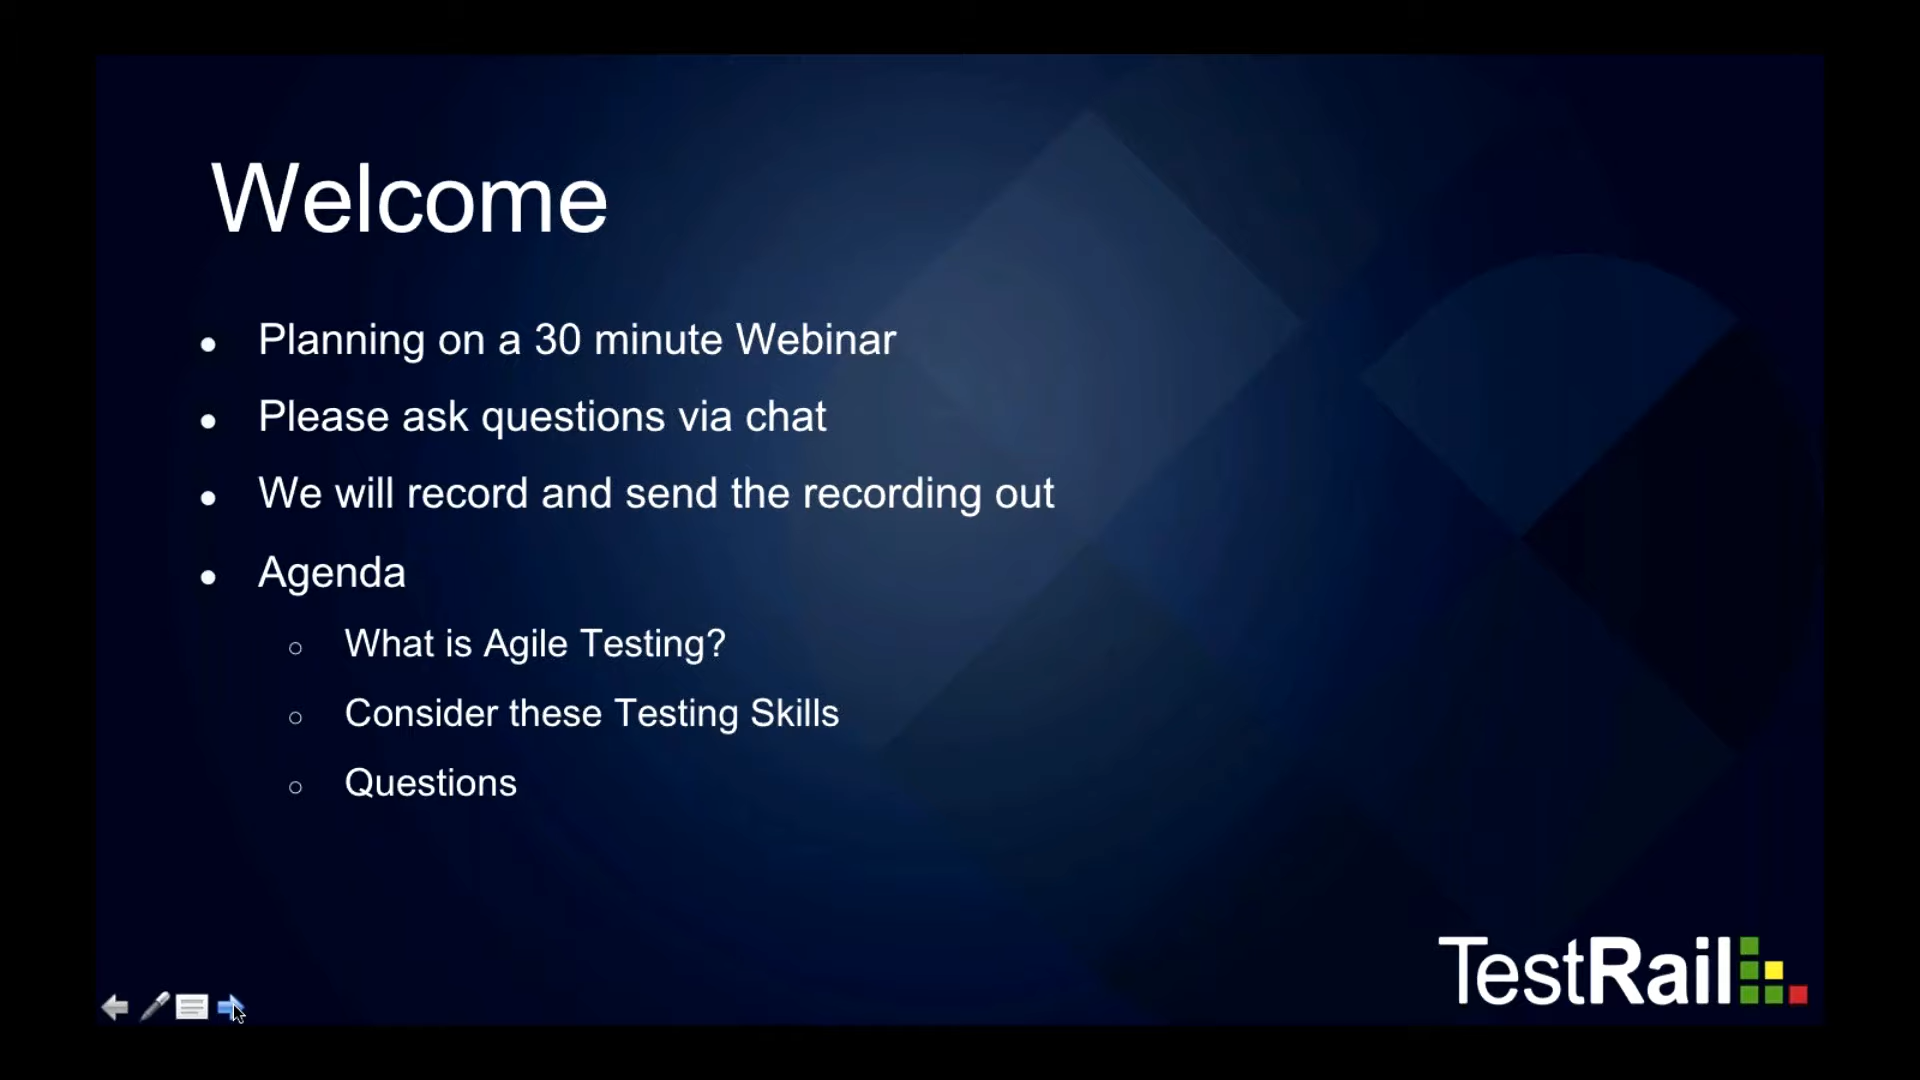 Welcome
● Planning on a 30 minute Webinar
● Please ask questions via chat
● We will record and send the recording out
● Agenda
○ What is Agile Testing?
○ Consider these Testing Skills
○ Questions
TestRail